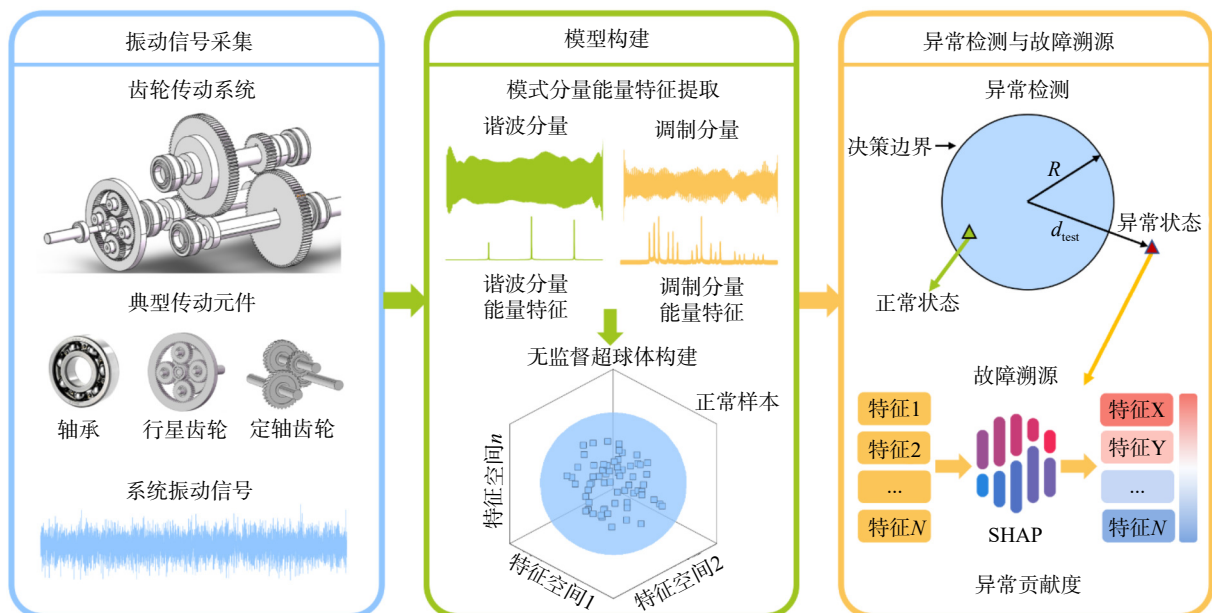 振动信号采集
齿轮传动系统
典型传动元件
轴承
行星齿轮
定轴齿轮
系统振动信号
模型构建
模式分量能量特征提取
谐波分量
调制分量
谐波分量
能量特征
调制分量
能量特征
无监督超球体构建
正常样本
特征空间n
特征空间1
特征空间2
异常检测与故障溯源
异常检测
决策边界
R
d_test
异常状态
正常状态
故障溯源
特征1
特征2
...
特征N
SHAP
特征X
特征Y
...
特征N
异常贡献度